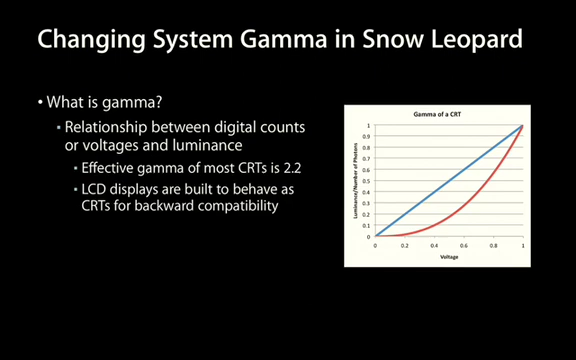 Changing System Gamma in Snow Leopard
• What is gamma?
▪ Relationship between digital counts
or voltages and luminance
▪ Effective gamma of most CRTs is 2.2
▪ LCD displays are built to behave as
CRTs for backward compatibility
Gamma of a CRT
Luminance/Number of Photons
1
0.9
0.8
0.7
0.6
0.5
0.4
0.3
0.2
0.1
0
0
0.2
0.4
0.6
0.8
1
Voltage